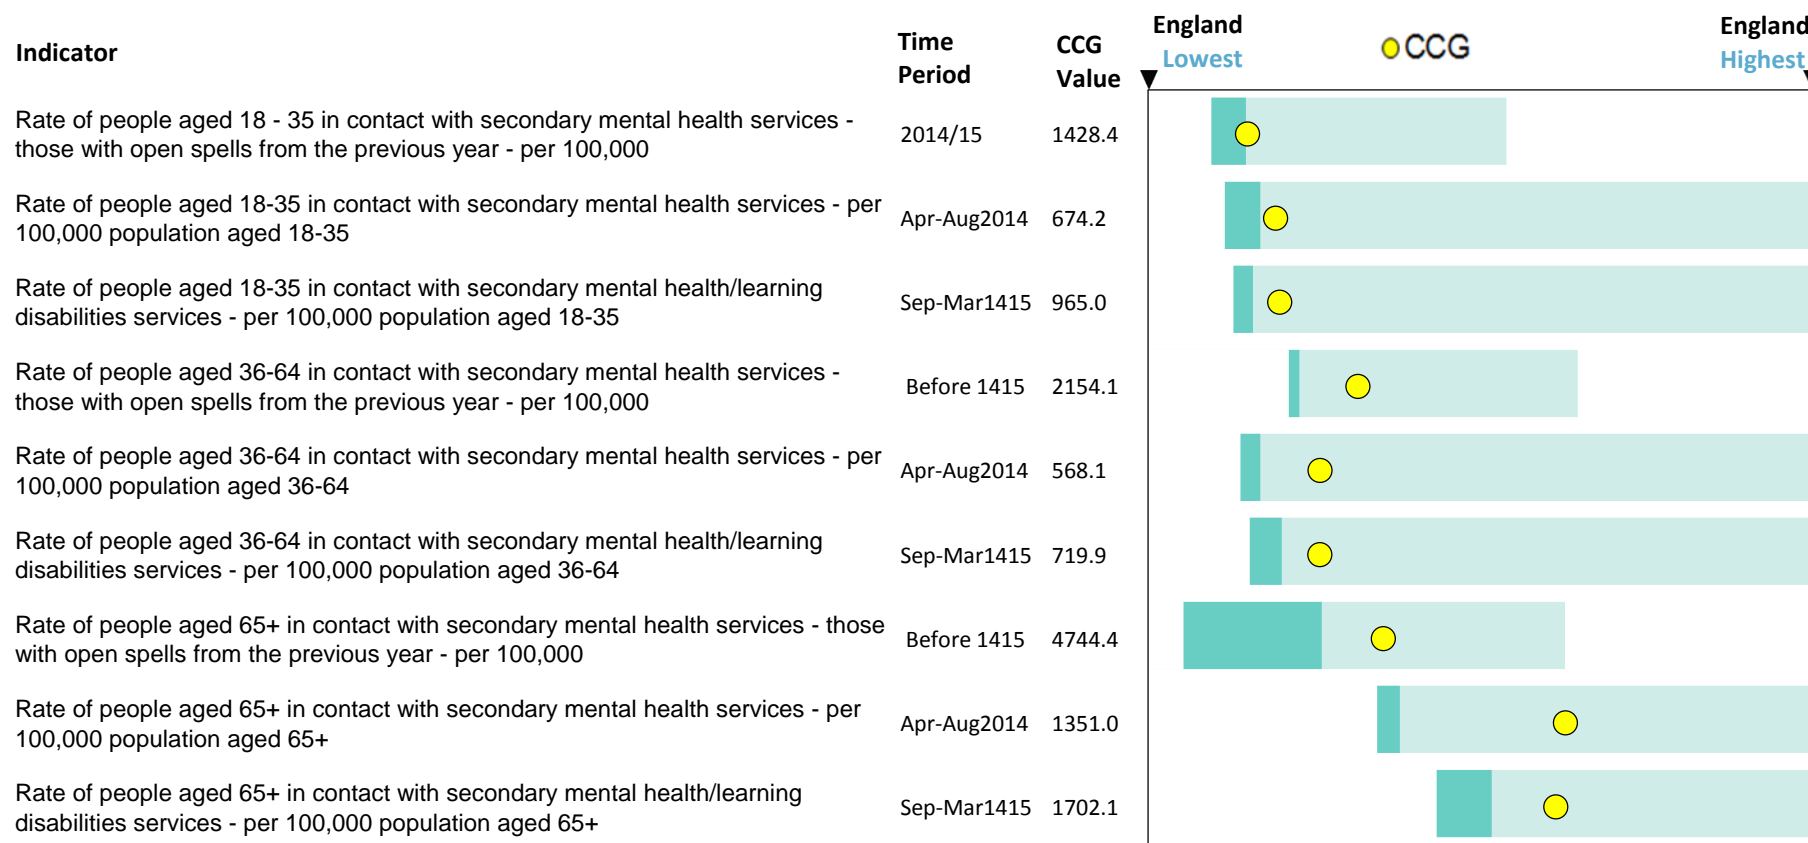 Indicator
Time
Period
CCG
Value
England
Lowest
CCG
England
Highest
Rate of people aged 18 - 35 in contact with secondary mental health services -
those with open spells from the previous year - per 100,000
2014/15
1428.4
Rate of people aged 18-35 in contact with secondary mental health services - per
100,000 population aged 18-35
Apr-Aug2014
674.2
Rate of people aged 18-35 in contact with secondary mental health/learning
disabilities services - per 100,000 population aged 18-35
Sep-Mar1415
965.0
Rate of people aged 36-64 in contact with secondary mental health services -
those with open spells from the previous year - per 100,000
Before 1415
2154.1
Rate of people aged 36-64 in contact with secondary mental health services - per
100,000 population aged 36-64
Apr-Aug2014
568.1
Rate of people aged 36-64 in contact with secondary mental health/learning
disabilities services - per 100,000 population aged 36-64
Sep-Mar1415
719.9
Rate of people aged 65+ in contact with secondary mental health services - those
with open spells from the previous year - per 100,000
Before 1415
4744.4
Rate of people aged 65+ in contact with secondary mental health services - per
100,000 population aged 65+
Apr-Aug2014
1351.0
Rate of people aged 65+ in contact with secondary mental health/learning
disabilities services - per 100,000 population aged 65+
Sep-Mar1415
1702.1